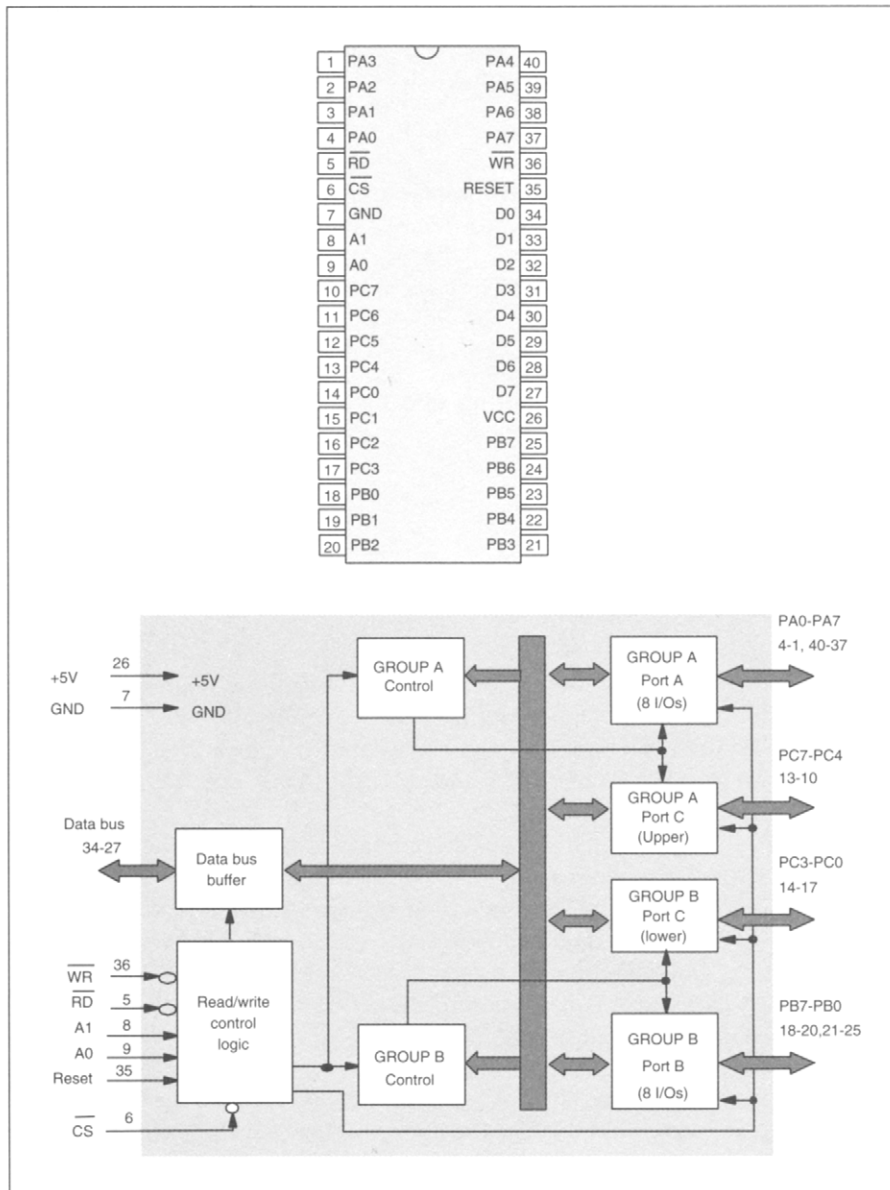 1 PA3 PA4 40
2 PA2 PA5 39
3 PA1 PA6 38
4 PA0 PA7 37
5 R̅D̅ W̅R̅ 36
6 C̅S̅ RESET 35
7 GND D0 34
8 A1 D1 33
9 A0 D2 32
10 PC7 D3 31
11 PC6 D4 30
12 PC5 D5 29
13 PC4 D6 28
14 PC0 D7 27
15 PC1 VCC 26
16 PC2 PB7 25
17 PC3 PB6 24
18 PB0 PB5 23
19 PB1 PB4 22
20 PB2 PB3 21
+5V 26 +5V
GND 7 GND
Data bus
34-27
Data bus
buffer
W̅R̅ 36
R̅D̅ 5
A1 8
A0 9
Reset 35
C̅S̅ 6
Read/write
control
logic
GROUP A
Control
GROUP B
Control
GROUP A
Port A
(8 I/Os)
PA0-PA7
4-1, 40-37
GROUP A
Port C
(Upper)
PC7-PC4
13-10
GROUP B
Port C
(lower)
PC3-PC0
14-17
GROUP B
Port B
(8 I/Os)
PB7-PB0
18-20,21-25